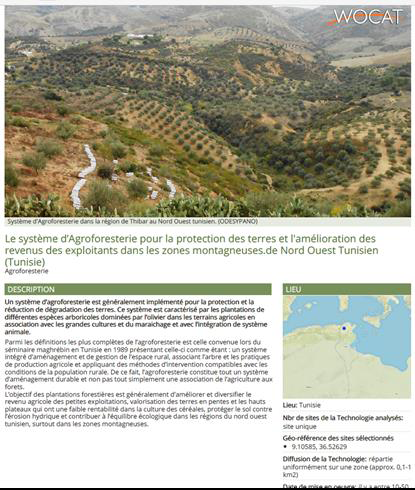 WOCAT
Système d'Agroforesterie dans la région de Thibar au Nord Ouest tunisien. (ODESYPANO)
Le système d'Agroforesterie pour la protection des terres et l'amélioration des
revenus des exploitants dans les zones montagneuses.de Nord Ouest Tunisien
(Tunisie)
Agroforesterie
DESCRIPTION
Un système d'agroforesterie est généralement implémenté pour la protection et la
réduction de dégradation des terres. Ce système est caractérisé par les plantations de
différentes espèces arboricoles dominées par l'olivier dans les terrains agricoles en
association avec les grandes cultures et du maraichage et avec l'intégration de système
animale.
Parmi les définitions les plus complètes de l'agroforesterie est celle convenue lors du
séminaire maghrébin en Tunisie en 1989 présentant celle-ci comme étant : un système
intégré d'aménagement et de gestion de l'espace rural, associant l'arbre et les pratiques
de production agricole et appliquant des méthodes d'intervention compatibles avec les
conditions de la population rurale. De ce fait, l'agroforesterie constitue tout un système
d'aménagement durable et non pas tout simplement une association de l'agriculture aux
forets.
L'objectif des plantations forestières est généralement d'améliorer et diversifier le
revenu agricole des petites exploitations, valorisation des terres en pentes et les hauts
plateaux qui ont une faible rentabilité dans la culture des céréales, protéger le sol contre
l'érosion hydrique et contribuer à l'équilibre écologique dans les régions du nord ouest
tunisien, surtout dans les zones montagneuses.
LIEU
Lieu: Tunisie
Nbr de sites de la Technologie analysés:
site unique
Géo-référence des sites sélectionnés
• 9.10585, 36.52629
Diffusion de la Technologie: répartie
uniformément sur une zone (approx. 0,1-1
km2)
Date de mise en oeuvre: il y a entre 10-50